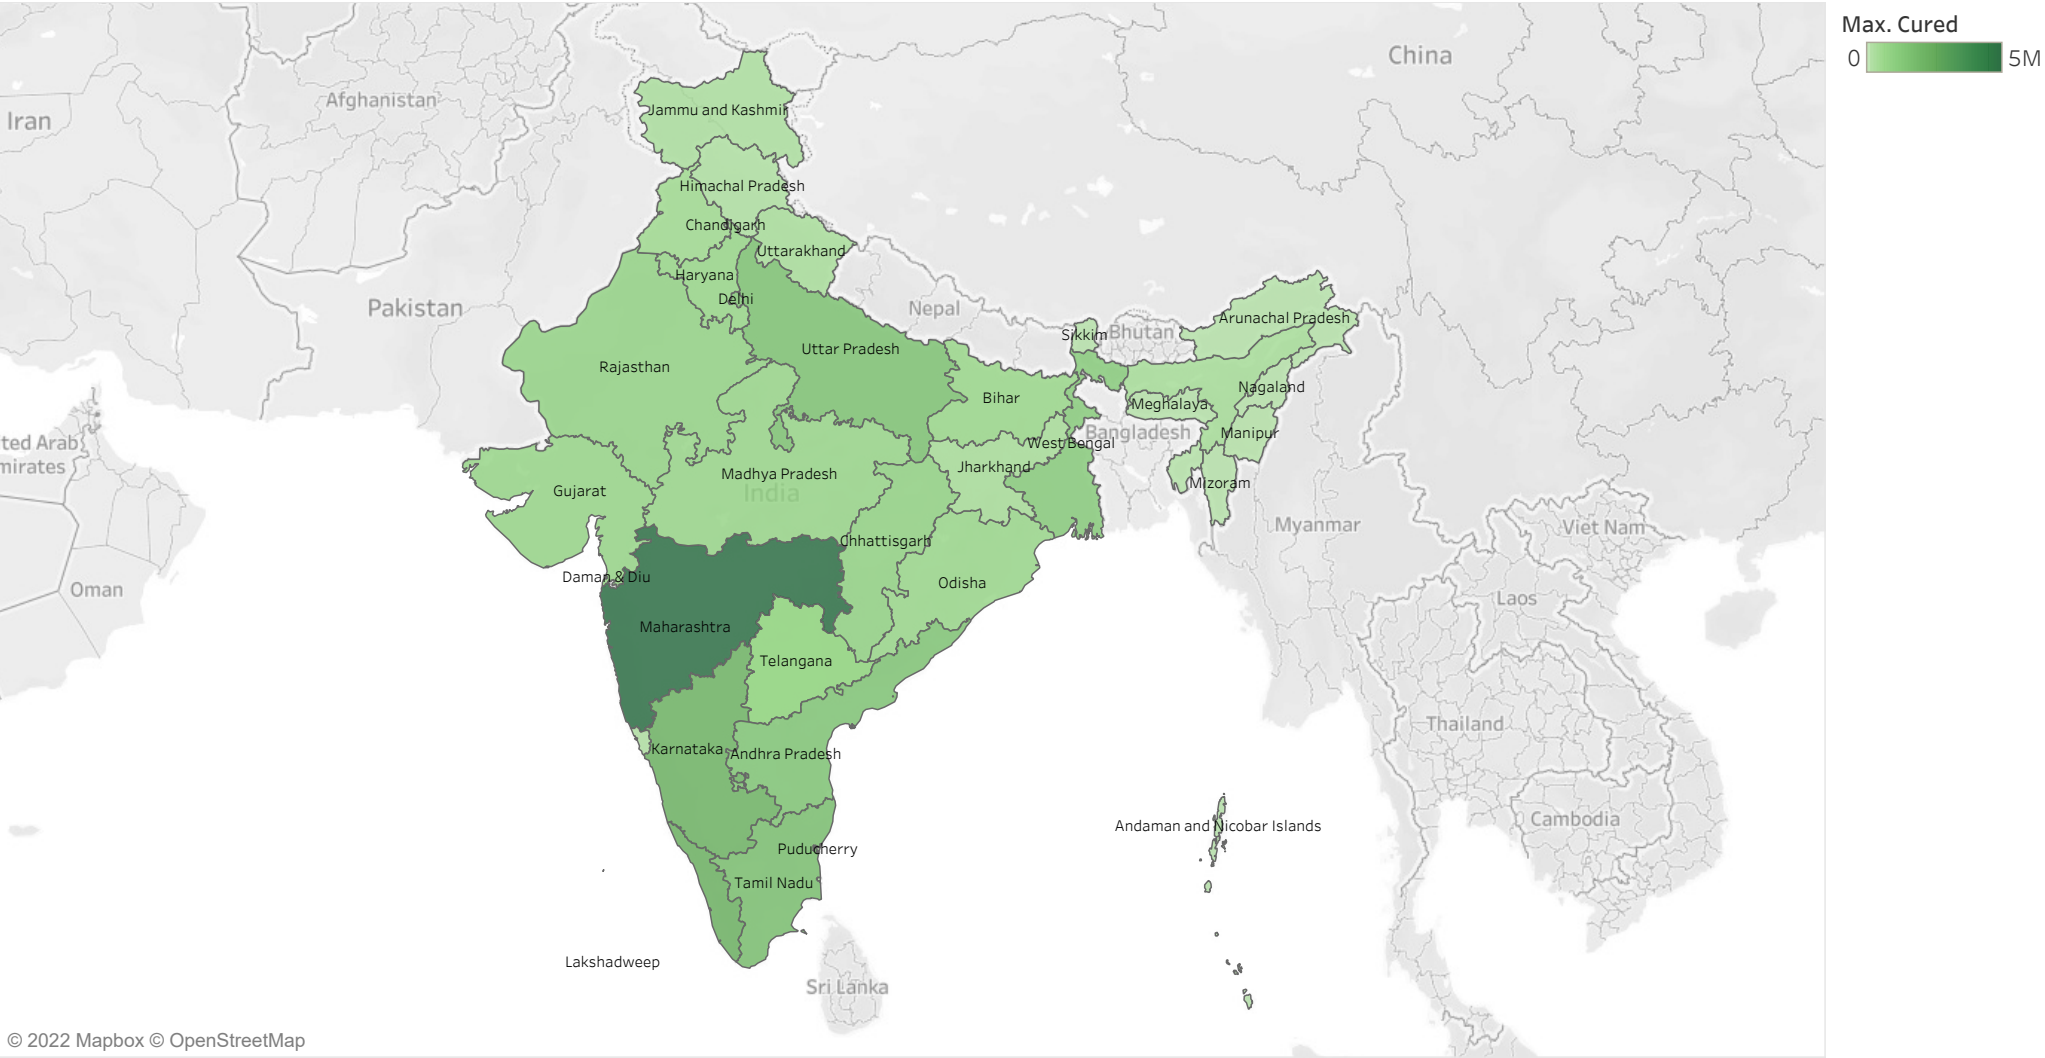 Max. Cured
0 5M
China
Afghanistan
Iran
Jammu and Kashmir
Himachal Pradesh
Chandigarh
Uttarakhand
Haryana
Delhi
Pakistan
Nepal
Sikkim
Bhutan
Arunachal Pradesh
Uttar Pradesh
Rajasthan
Bihar
Nagaland
Meghalaya
Manipur
Bangladesh
West Bengal
ted Arab
mirates
Jharkhand
Madhya Pradesh
India
Gujarat
Mizoram
Myanmar
Viet Nam
Chhattisgarh
Daman & Diu
Odisha
Oman
Laos
Maharashtra
Telangana
Thailand
Karnataka
Andhra Pradesh
Cambodia
Andaman and Nicobar Islands
Puducherry
Tamil Nadu
Lakshadweep
Sri Lanka
© 2022 Mapbox © OpenStreetMap